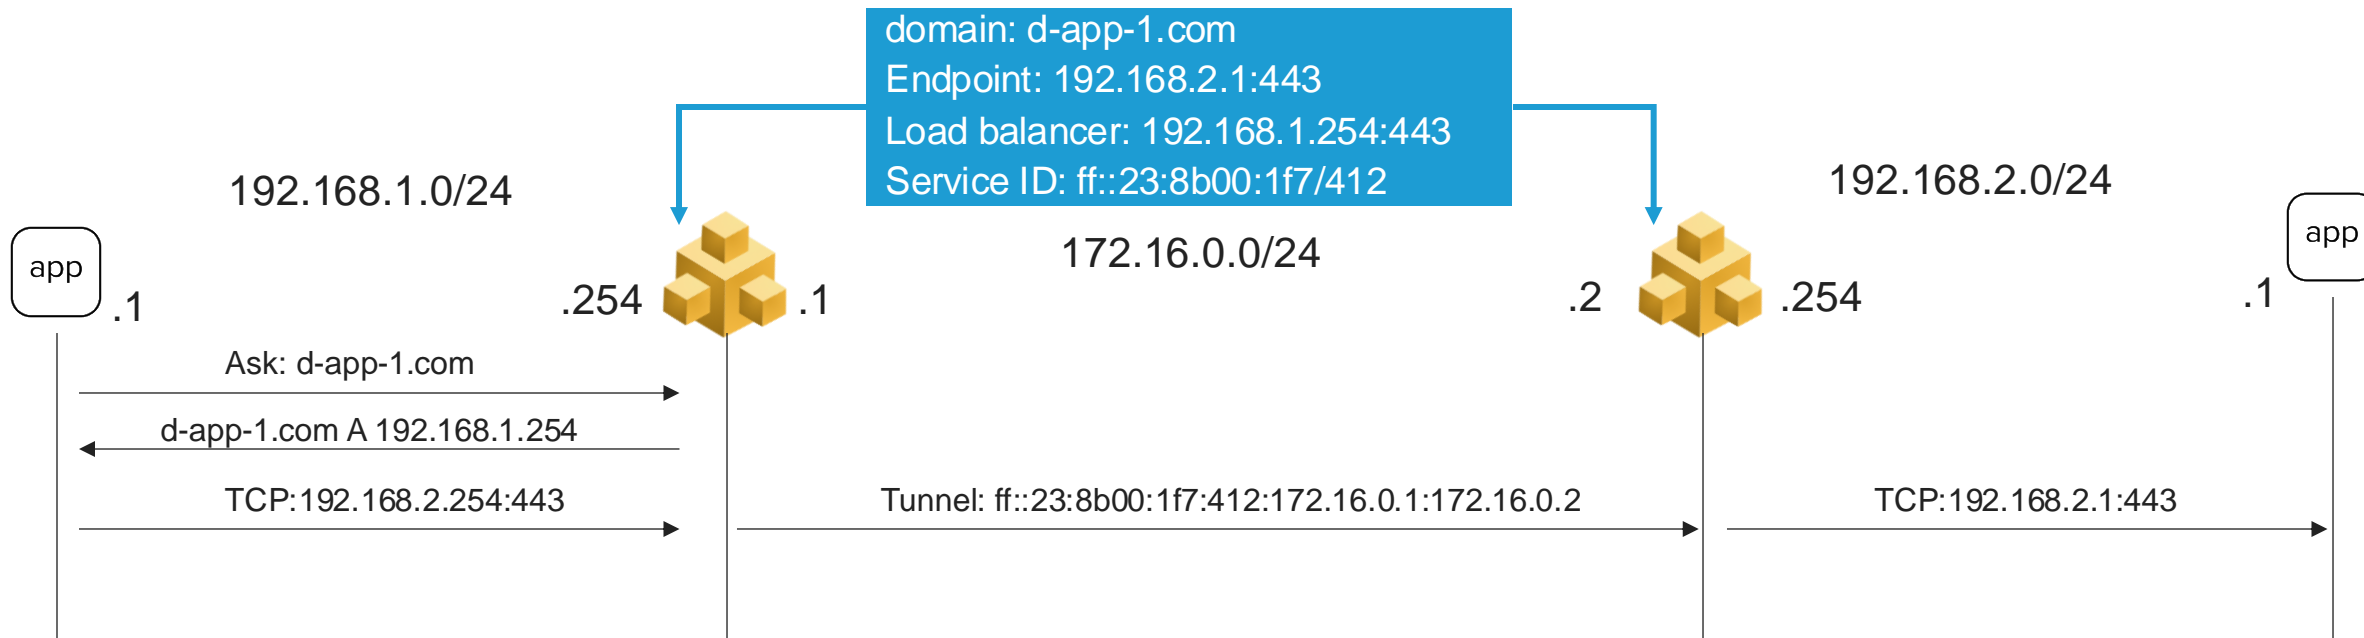 domain: d-app-1.com
Endpoint: 192.168.2.1:443
Load balancer: 192.168.1.254:443
Service ID: ff::23:8b00:1f7/412
192.168.1.0/24
192.168.2.0/24
172.16.0.0/24
app
.1
.254
.1
.2
.254
.1
app
Ask: d-app-1.com
d-app-1.com A 192.168.1.254
TCP:192.168.2.254:443
Tunnel: ff::23:8b00:1f7:412:172.16.0.1:172.16.0.2
TCP:192.168.2.1:443